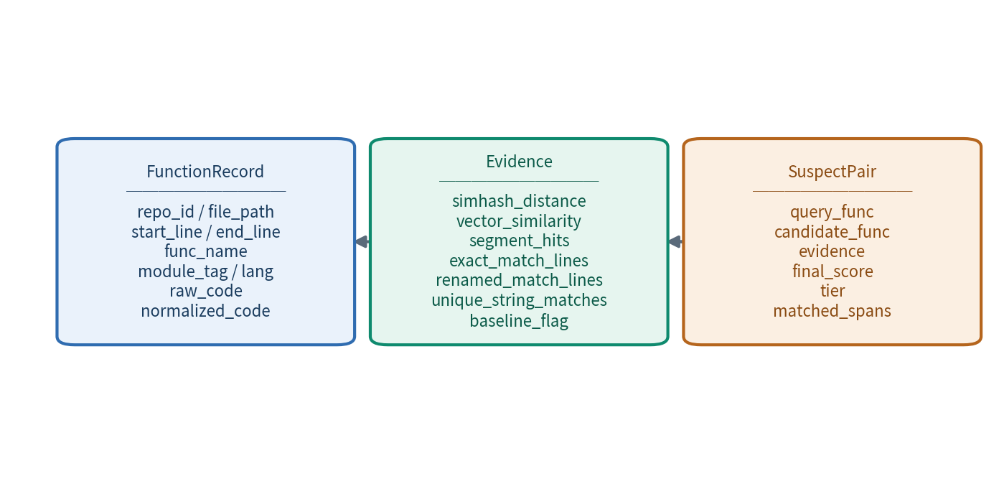 FunctionRecord
repo_id / file_path
start_line / end_line
func_name
module_tag / lang
raw_code
normalized_code
Evidence
simhash_distance
vector_similarity
segment_hits
exact_match_lines
renamed_match_lines
unique_string_matches
baseline_flag
SuspectPair
query_func
candidate_func
evidence
final_score
tier
matched_spans